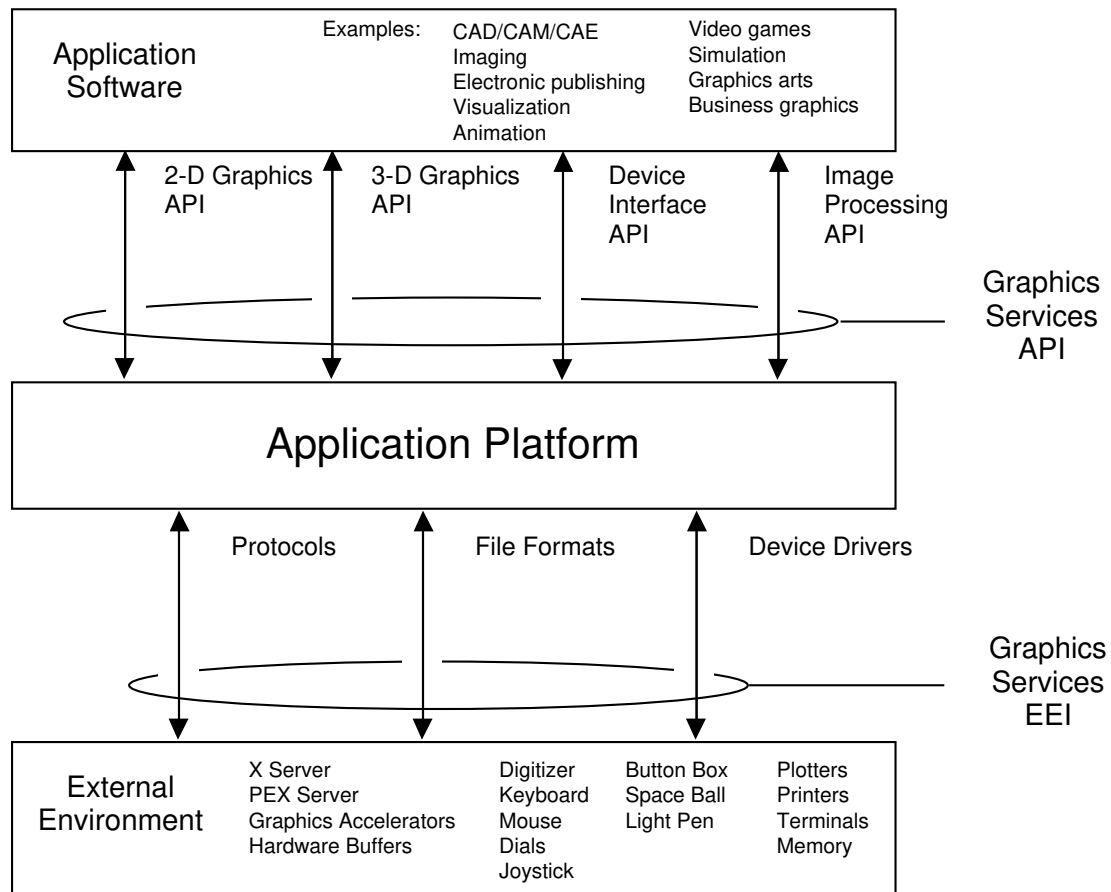 Application
Software
Examples:
CAD/CAM/CAE
Imaging
Electronic publishing
Visualization
Animation
Video games
Simulation
Graphics arts
Business graphics
2-D Graphics
API
3-D Graphics
API
Device
Interface
API
Image
Processing
API
Graphics
Services
API
Application Platform
Protocols
File Formats
Device Drivers
Graphics
Services
EEI
External
Environment
X Server
PEX Server
Graphics Accelerators
Hardware Buffers
Digitizer
Keyboard
Mouse
Dials
Joystick
Button Box
Space Ball
Light Pen
Plotters
Printers
Terminals
Memory